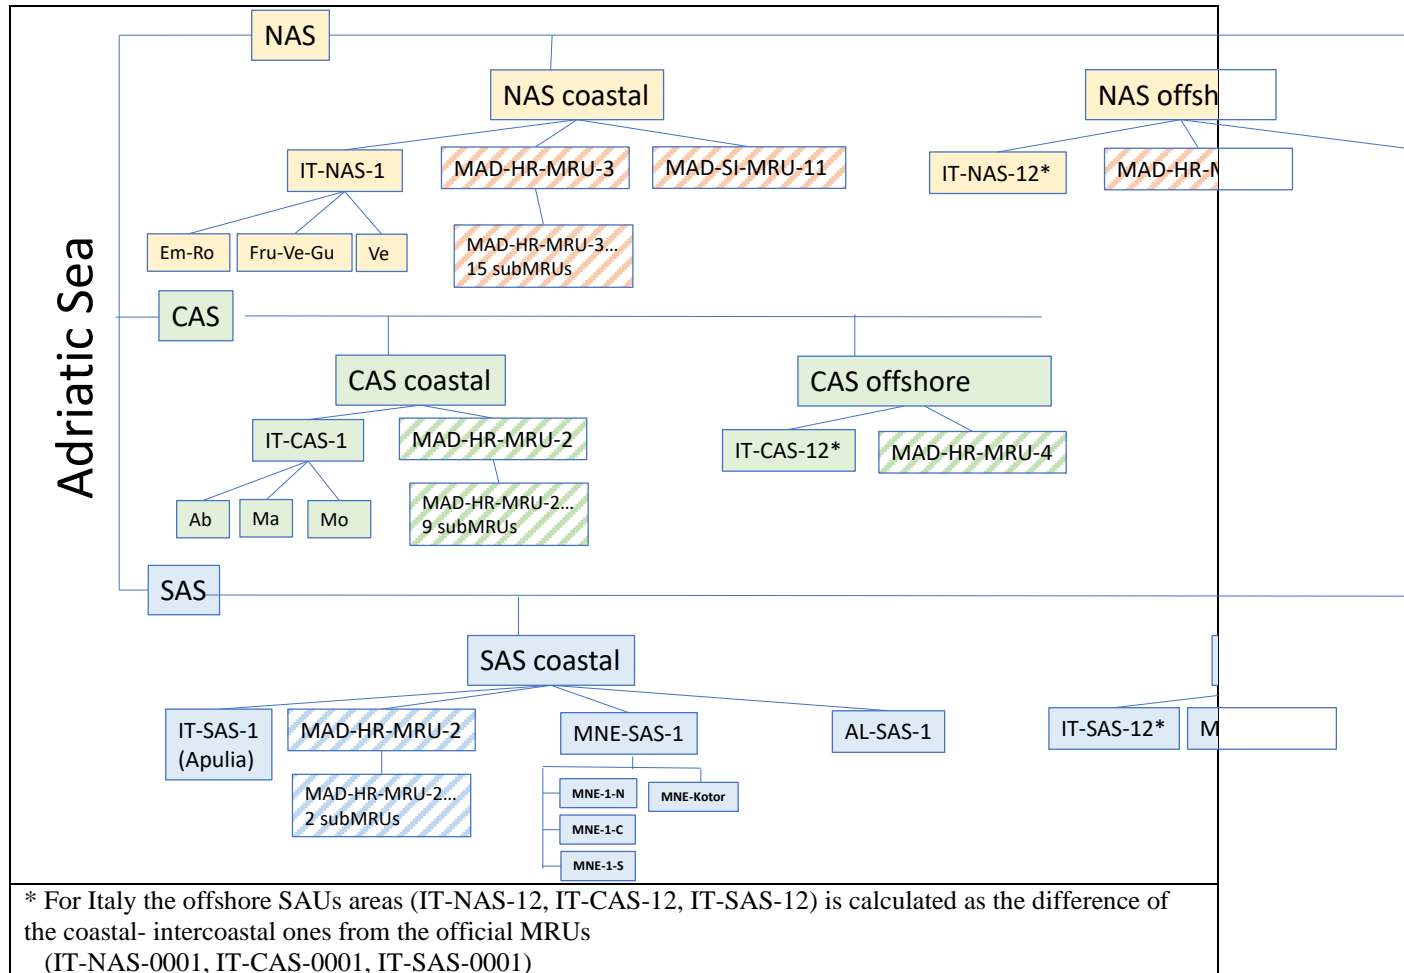 NAS
NAS coastal
NAS offsh
IT-NAS-1
MAD-HR-MRU-3
MAD-SI-MRU-11
IT-NAS-12*
MAD-HR-M
Em-Ro
Fru-Ve-Gu
Ve
MAD-HR-MRU-3...
15 subMRUs
Adriatic Sea
CAS
CAS coastal
CAS offshore
IT-CAS-1
MAD-HR-MRU-2
IT-CAS-12*
MAD-HR-MRU-4
Ab
Ma
Mo
MAD-HR-MRU-2...
9 subMRUs
SAS
SAS coastal
IT-SAS-1
(Apulia)
MAD-HR-MRU-2
MNE-SAS-1
AL-SAS-1
IT-SAS-12*
M
MAD-HR-MRU-2...
2 subMRUs
MNE-1-N
MNE-Kotor
MNE-1-C
MNE-1-S
* For Italy the offshore SAUs areas (IT-NAS-12, IT-CAS-12, IT-SAS-12) is calculated as the difference of
the coastal- intercoastal ones from the official MRUs
(IT-NAS-0001, IT-CAS-0001, IT-SAS-0001)